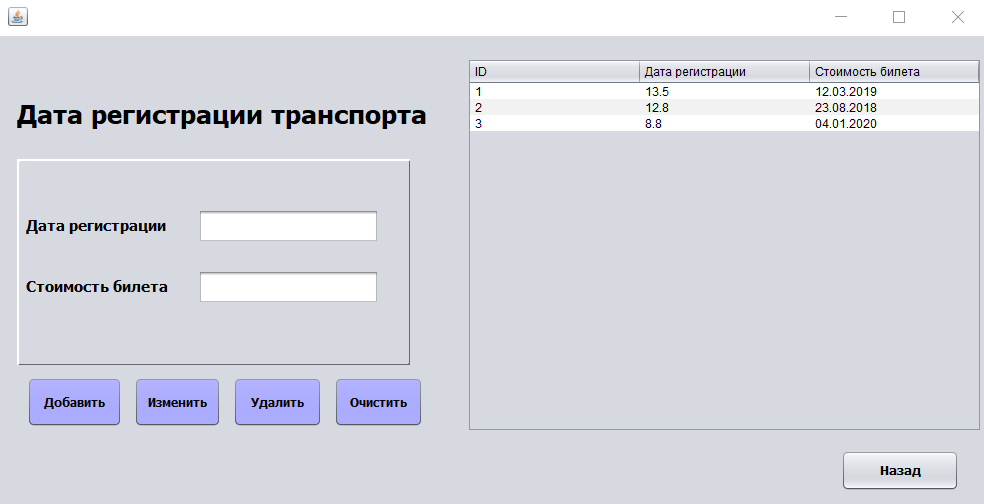 Дата регистрации транспорта
Дата регистрации
Стоимость билета
Добавить Изменить Удалить Очистить
ID Дата регистрации Стоимость билета
1 13.5 12.03.2019
2 12.8 23.08.2018
3 8.8 04.01.2020
Назад